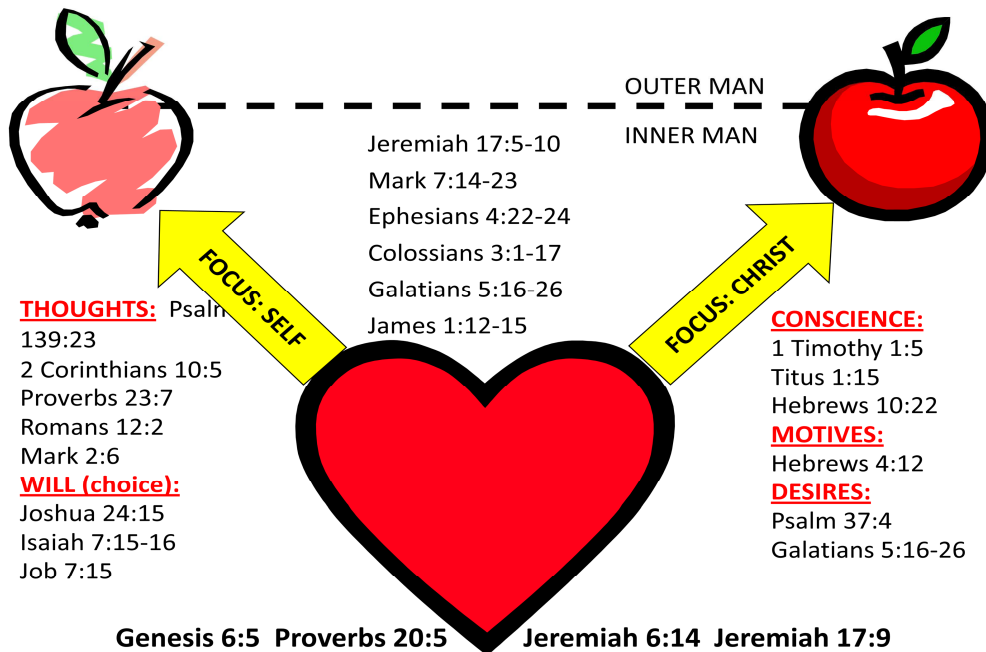 OUTER MAN
INNER MAN
Jeremiah 17:5-10
Mark 7:14-23
Ephesians 4:22-24
Colossians 3:1-17
Galatians 5:16-26
James 1:12-15
FOCUS: SELF
FOCUS: CHRIST
THOUGHTS: Psaln
139:23
2 Corinthians 10:5
Proverbs 23:7
Romans 12:2
Mark 2:6
WILL (choice):
Joshua 24:15
Isaiah 7:15-16
Job 7:15
CONSCIENCE:
1 Timothy 1:5
Titus 1:15
Hebrews 10:22
MOTIVES:
Hebrews 4:12
DESIRES:
Psalm 37:4
Galatians 5:16-26
Genesis 6:5 Proverbs 20:5 Jeremiah 6:14 Jeremiah 17:9